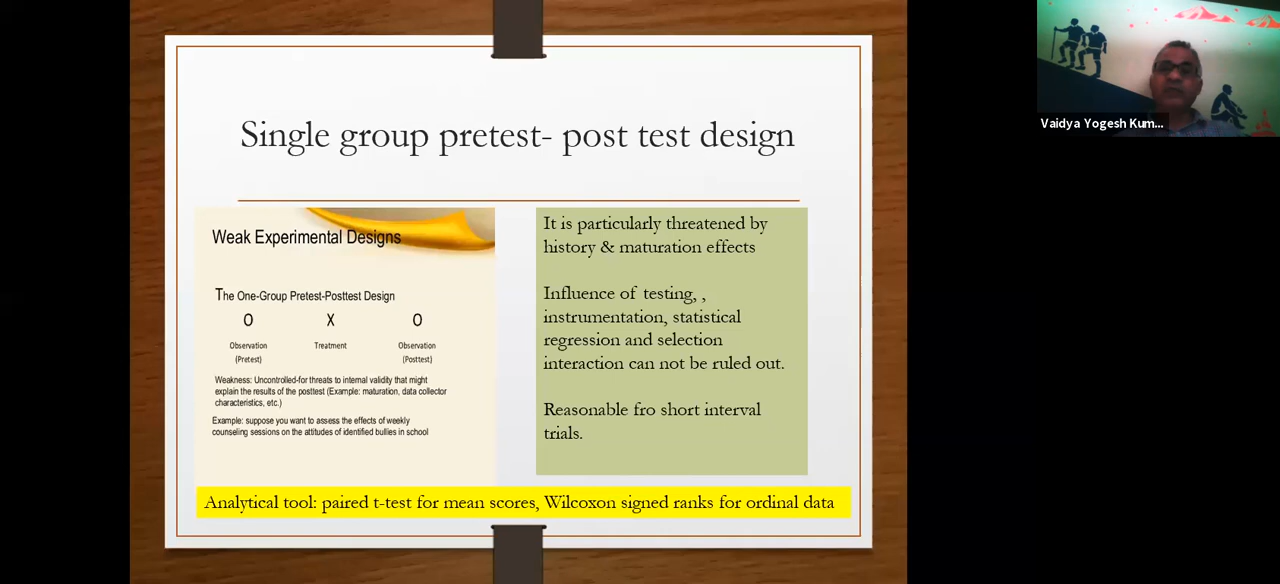 Single group pretest- post test design
Weak Experimental Designs
The One-Group Pretest-Posttest Design
O X O
Observation Treatment Observation
(Pretest) (Posttest)
Weakness: Uncontrolled-for threats to internal validity that might
explain the results of the posttest (Example: maturation, data collector
characteristics, etc.)
Example: suppose you want to assess the effects of weekly
counseling sessions on the attitudes of identified bullies in school
It is particularly threatened by
history & maturation effects
Influence of testing, ,
instrumentation, statistical
regression and selection
interaction can not be ruled out.
Reasonable fro short interval
trials.
Analytical tool: paired t-test for mean scores, Wilcoxon signed ranks for ordinal data
Vaidya Yogesh Kum...